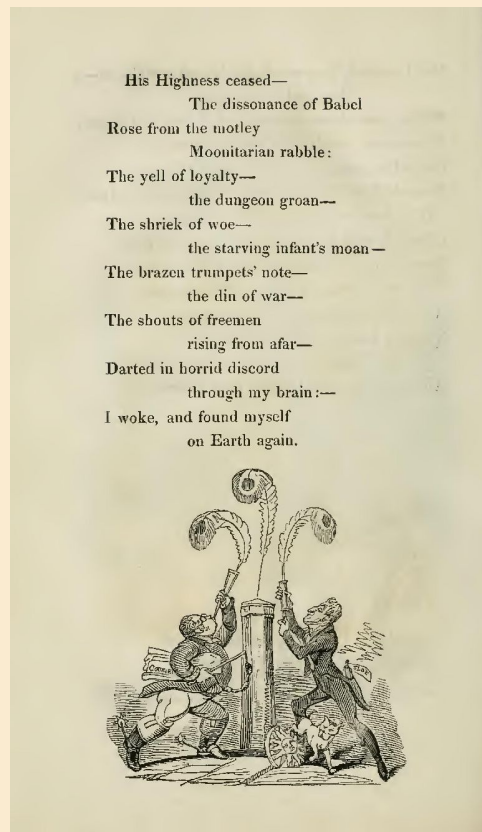 His Highness ceased—
The dissonance of Babel
Rose from the motley
Moonitarian rabble:
The yell of loyalty—
the dungeon groan—
The shriek of woe—
the starving infant's moan—
The brazen trumpets' note—
the din of war—
The shouts of freemen
rising from afar—
Darted in horrid discord
through my brain:—
I woke, and found myself
on Earth again.